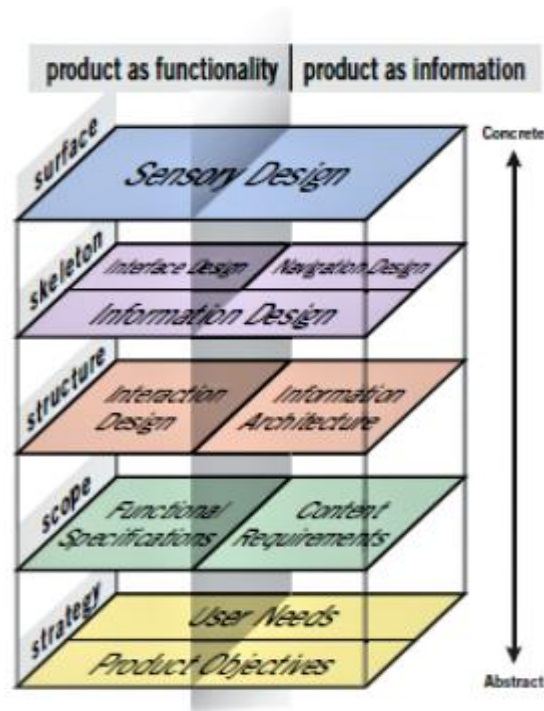 product as functionality | product as information
surface
Concrete
Sensory Design
skeleton
Interface Design
Navigation Design
Information Design
structure
Interaction
Design
Information
Architecture
scope
Functional
Specifications
Content
Requirements
strategy
User Needs
Product Objectives
Abstract